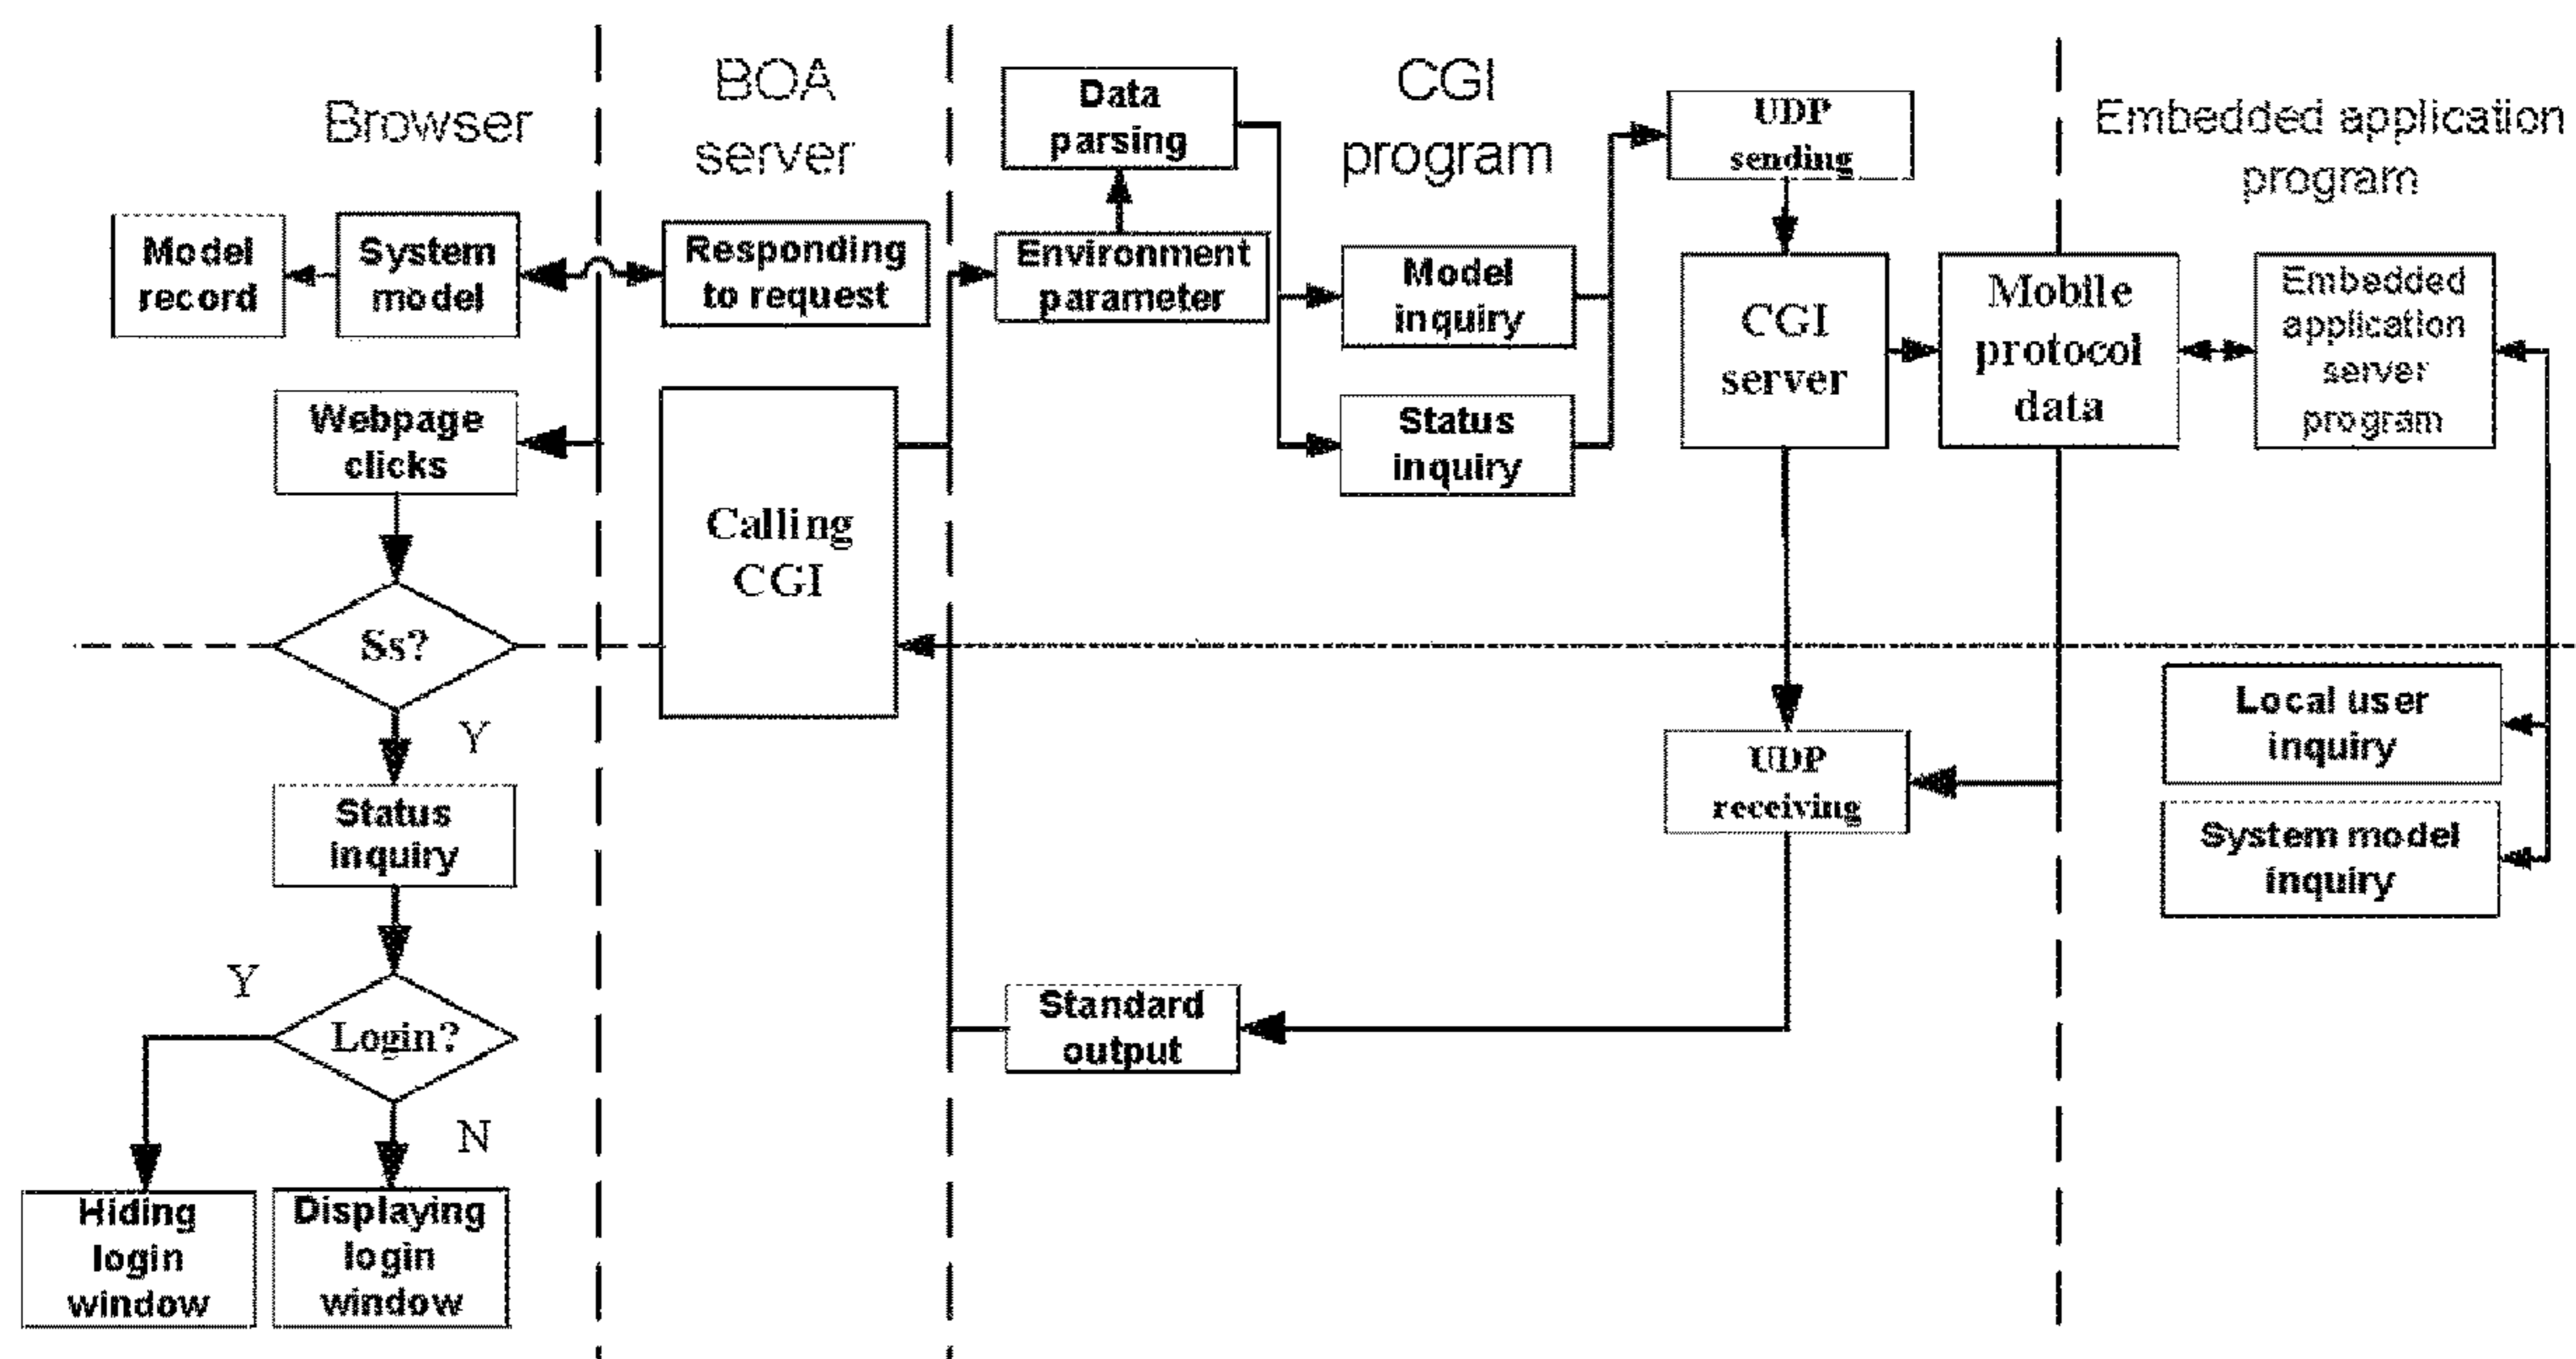 Browser
BOA
server
CGI
program
Embedded application
program
Model
record
System
model
Responding
to request
Data
parsing
Environment
parameter
Model
inquiry
Status
inquiry
UDP
sending
CGI
server
Mobile
protocol
data
Embedded
application
server
program
Webpage
clicks
Calling
CGI
Ss?
Y
Status
inquiry
Y
Login?
N
Hiding
login
window
Displaying
login
window
UDP
receiving
Standard
output
Local user
inquiry
System model
inquiry